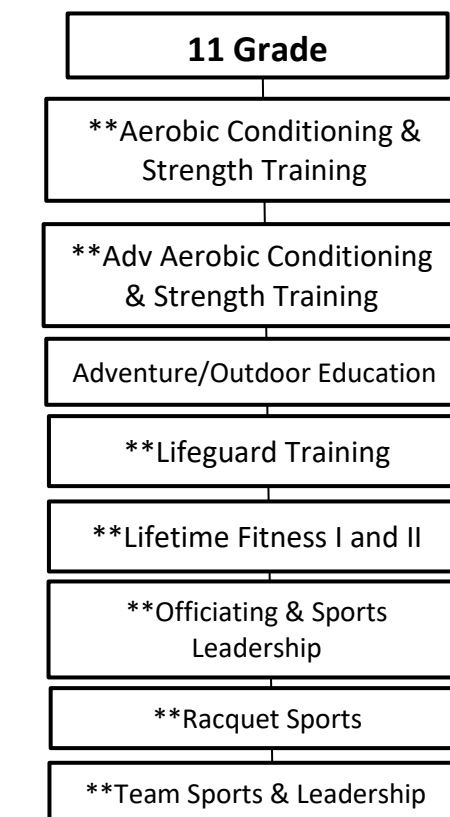 11 Grade
**Aerobic Conditioning &
Strength Training
**Adv Aerobic Conditioning
& Strength Training
Adventure/Outdoor Education
**Lifeguard Training
**Lifetime Fitness I and II
**Officiating & Sports
Leadership
**Racquet Sports
**Team Sports & Leadership